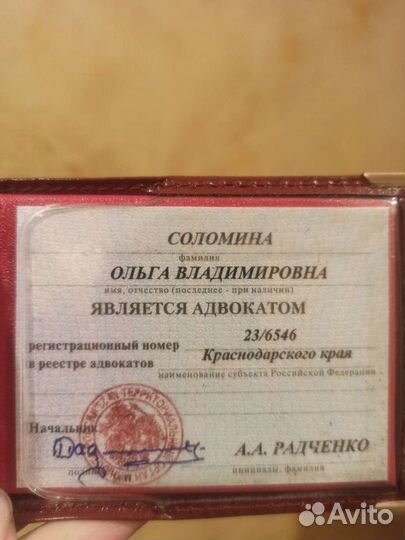 СОЛОМИНА
фамилия
ОЛЬГА ВЛАДИМИРОВНА
имя, отчество (последнее - при наличии)
ЯВЛЯЕТСЯ АДВОКАТОМ
регистрационный номер 23/6546
в реестре адвокатов Краснодарского края
наименование субъекта Российской Федерации
Начальник
А.А. РАДЧЕНКО
инициалы, фамилия
Avito